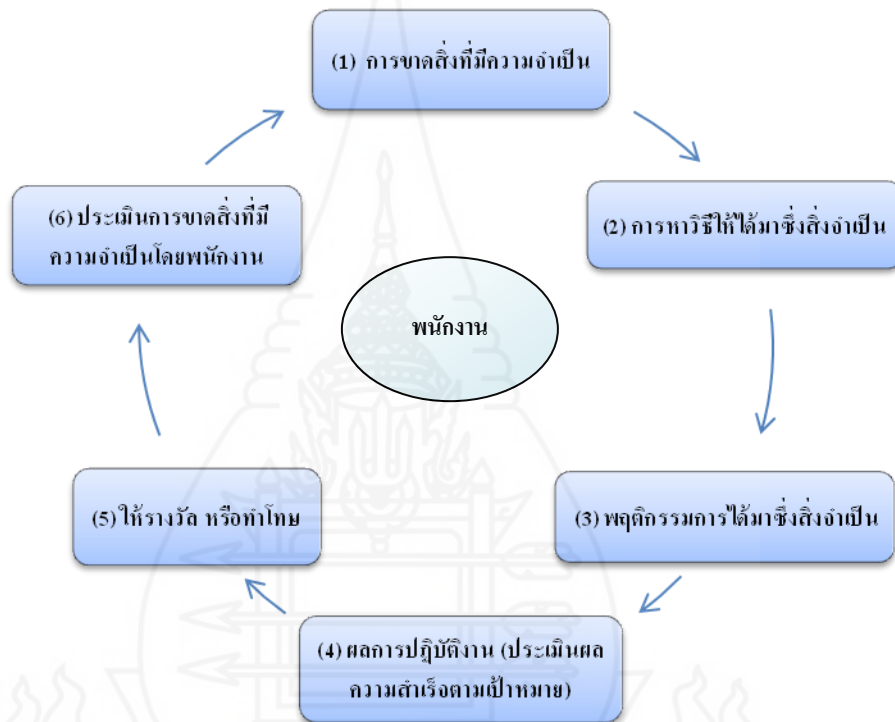 (1) การขาดสิ่งที่มีความจำเป็น
(2) การหาวิธีให้ได้มาซึ่งสิ่งจำเป็น
(3) พฤติกรรมการได้มาซึ่งสิ่งจำเป็น
(4) ผลการปฏิบัติงาน (ประเมินผล
ความสำเร็จตามเป้าหมาย)
(5) ให้รางวัล หรือทำโทษ
(6) ประเมินการขาดสิ่งที่มี
ความจำเป็นโดยพนักงาน
พนักงาน